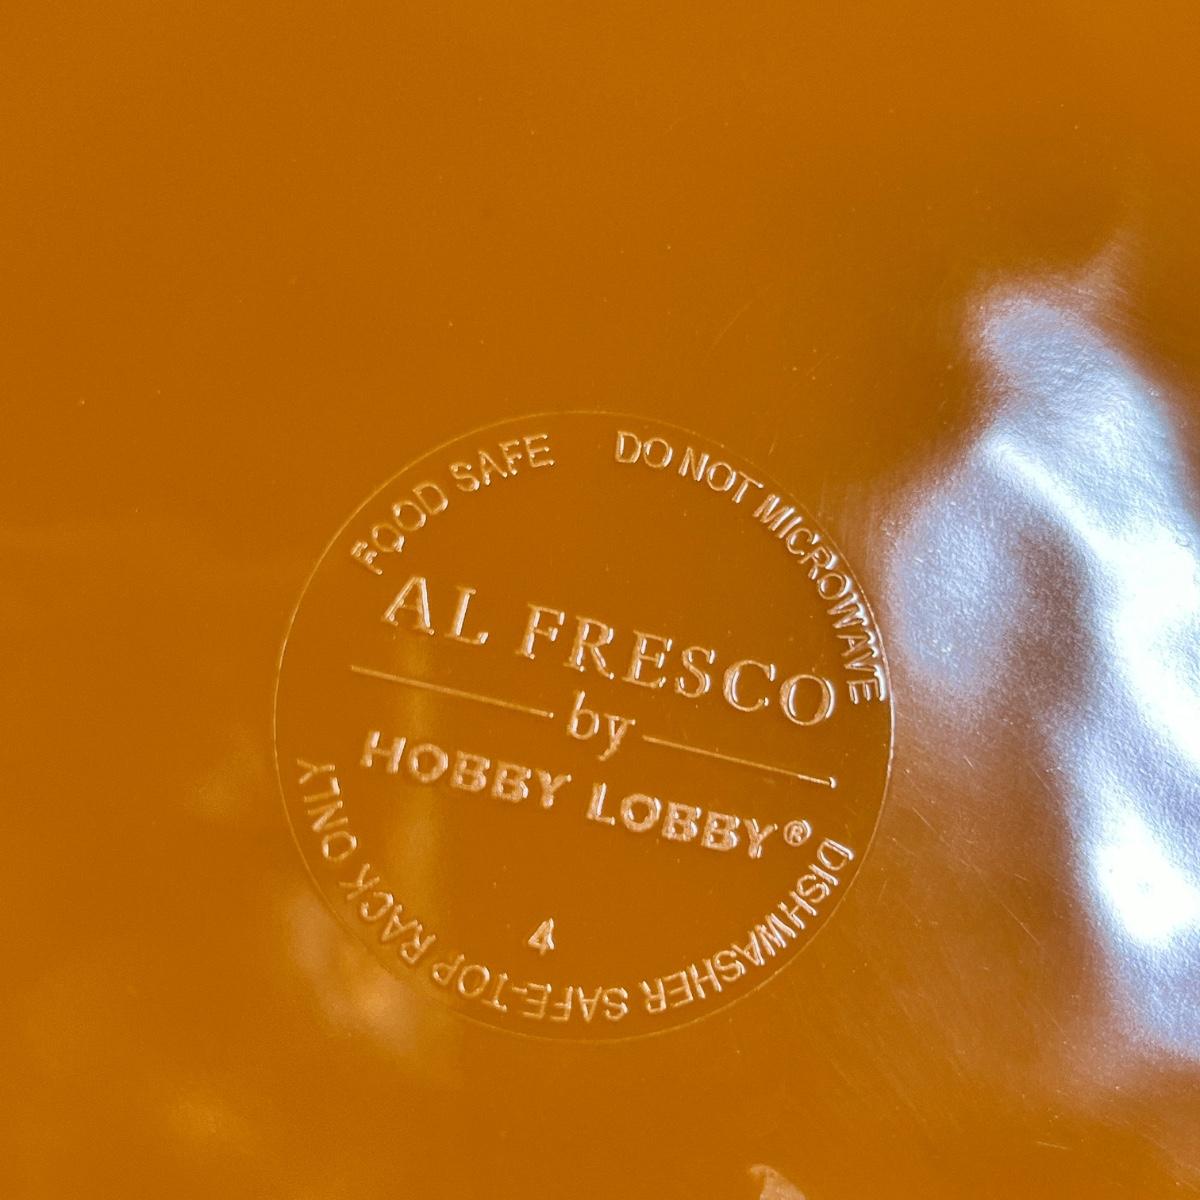 FOOD SAFE
DO NOT MICROWAVE
AL FRESCO
by
HOBBY LOBBY®
4
DISHWASHER SAFE-TOP RACK ONLY